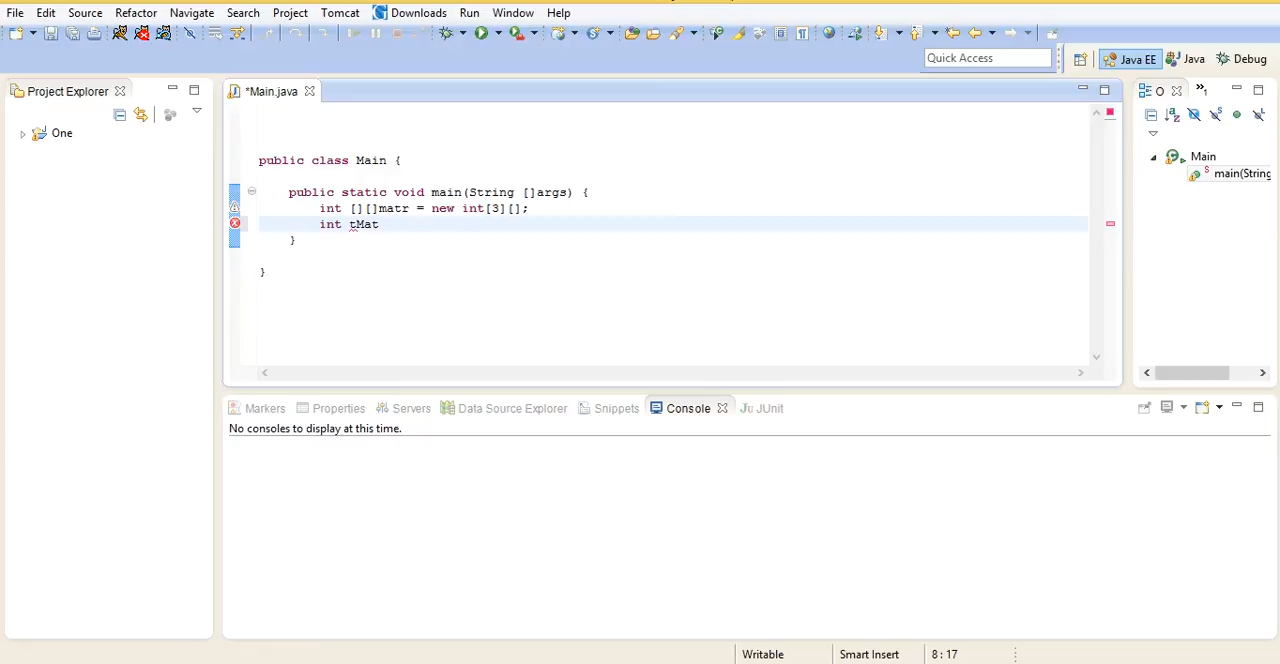 File Edit Source Refactor Navigate Search Project Tomcat Downloads Run Window Help
Quick Access Java EE Java Debug
Project Explorer
*Main.java
O
1
One
Main
main(String
public class Main {
public static void main(String []args) {
int [][]matr = new int[3][];
int tMat
}
}
Markers Properties Servers Data Source Explorer Snippets Console Ju JUnit
No consoles to display at this time.
Writable Smart Insert 8 : 17